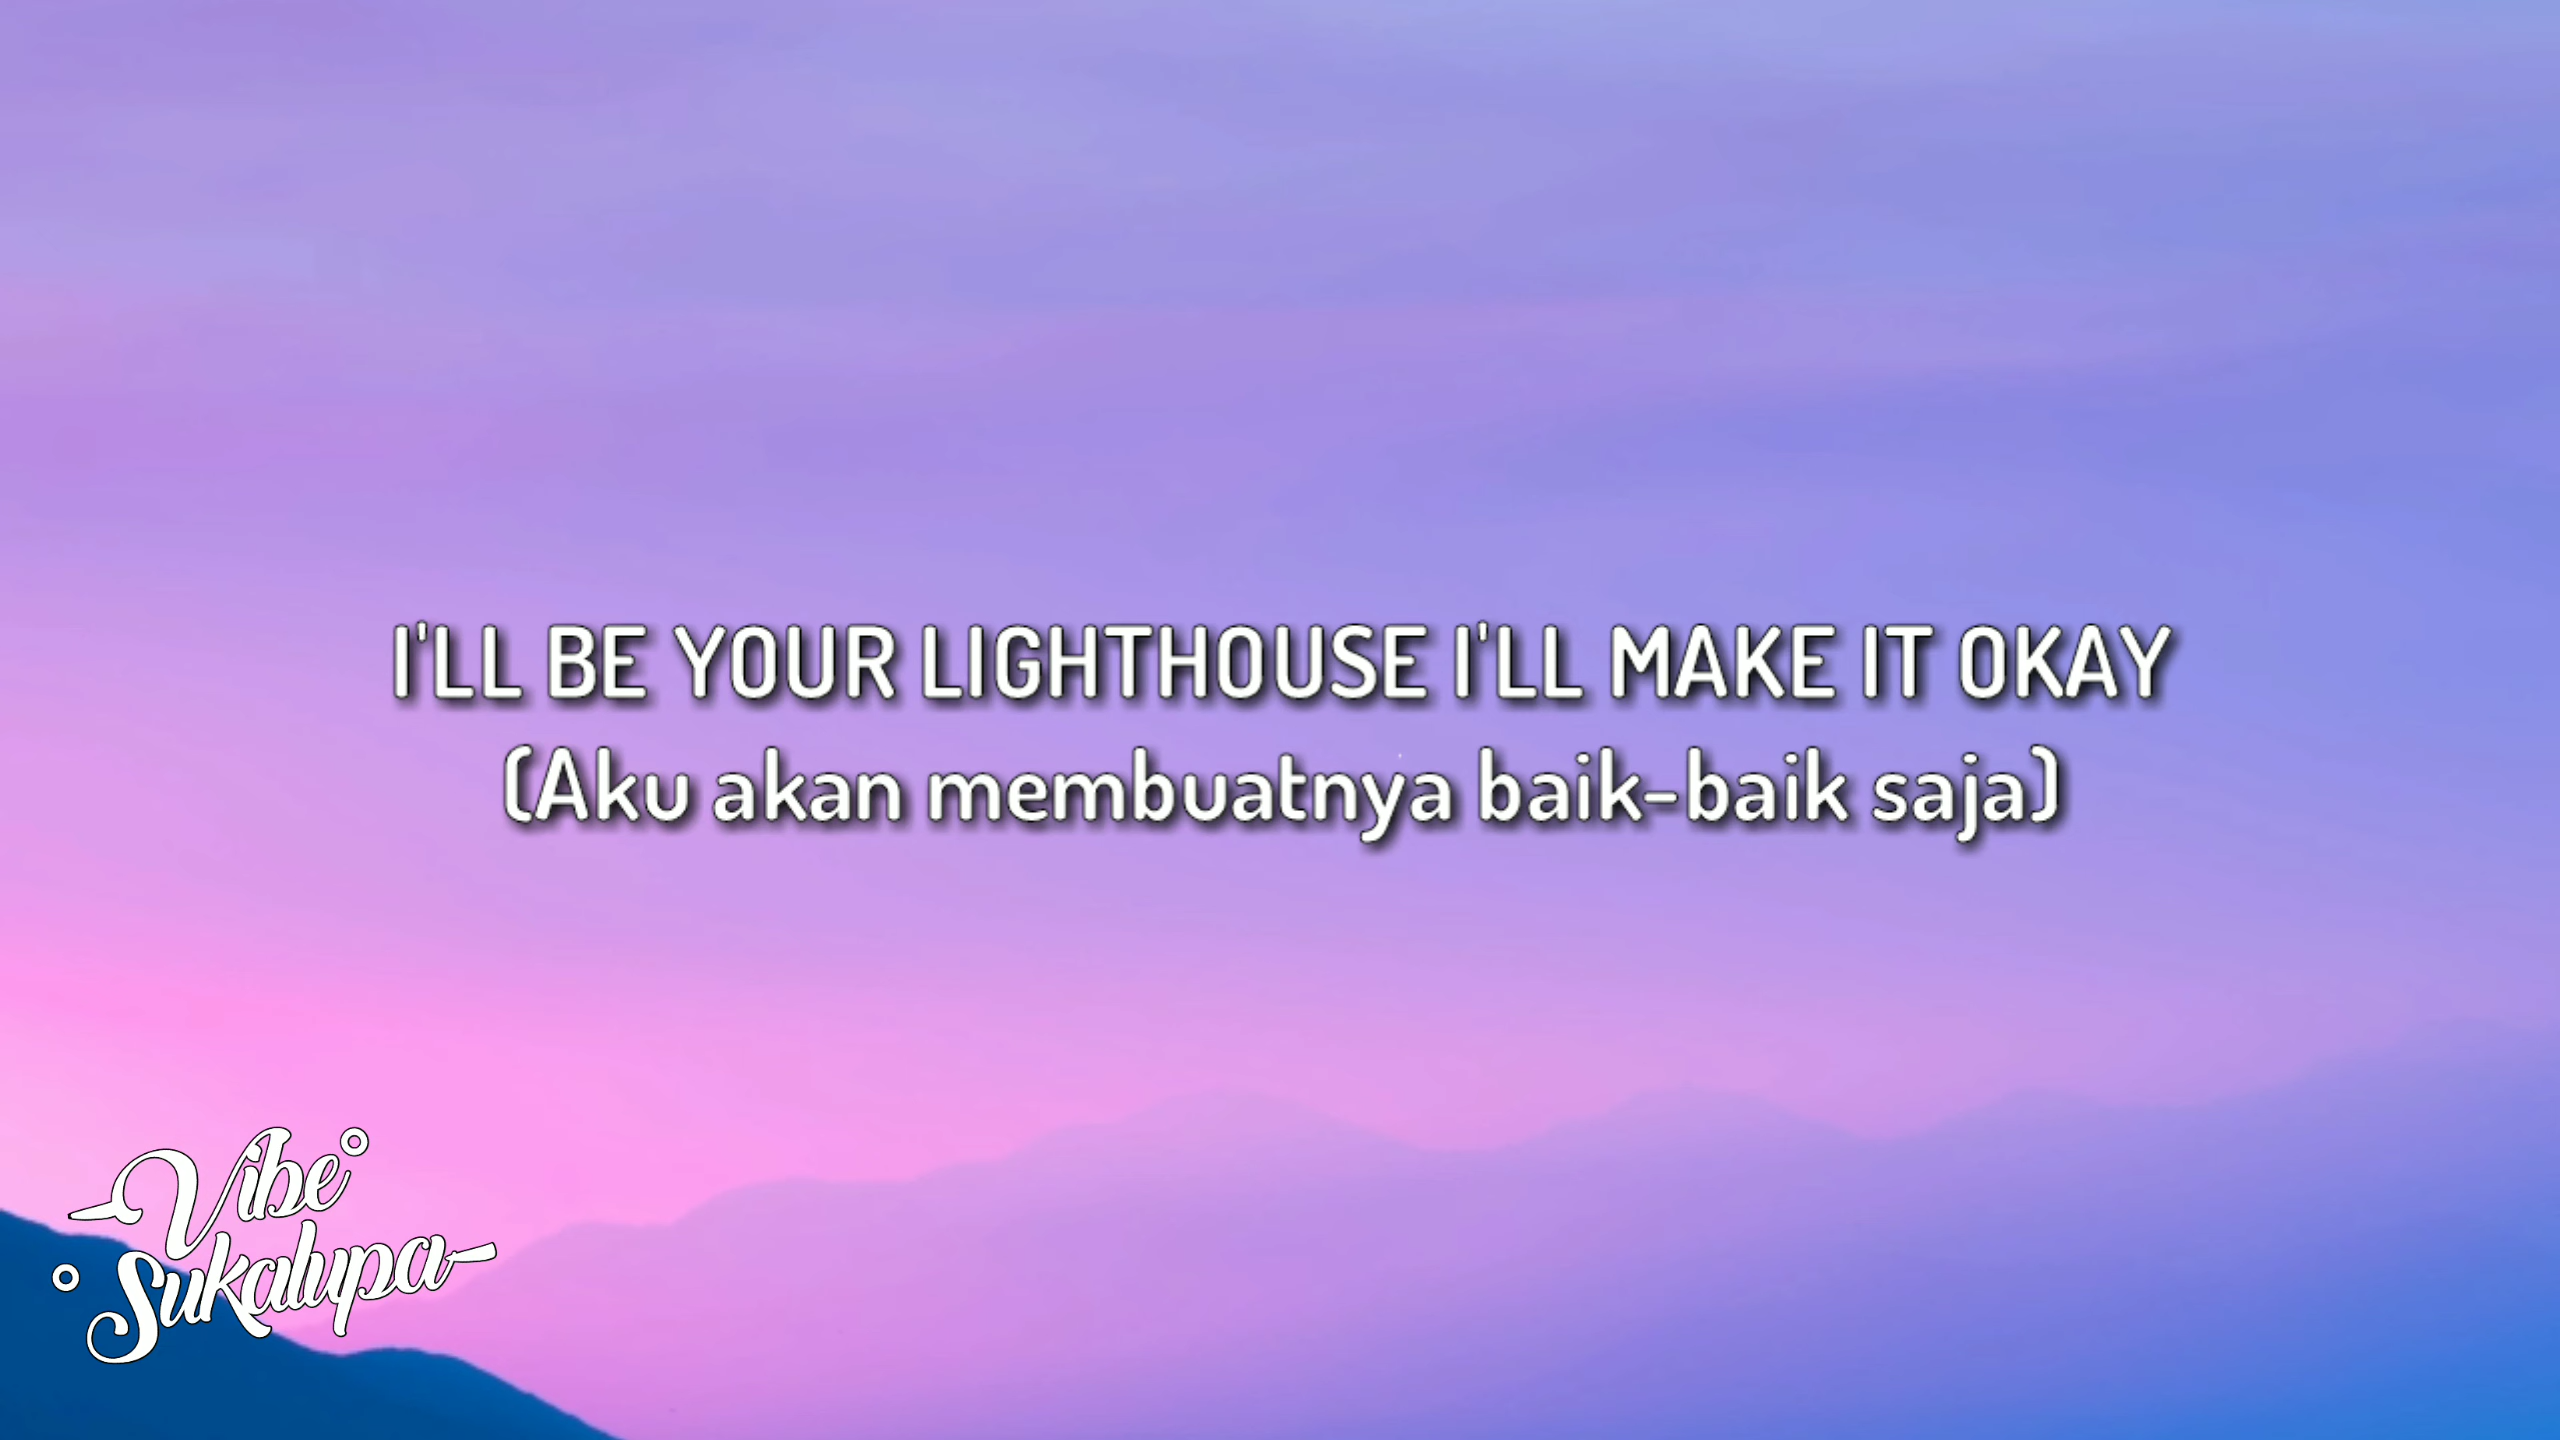 I'LL BE YOUR LIGHTHOUSE I'LL MAKE IT OKAY
(Aku akan membuatnya baik-baik saja)
Vibe
Sukalupa